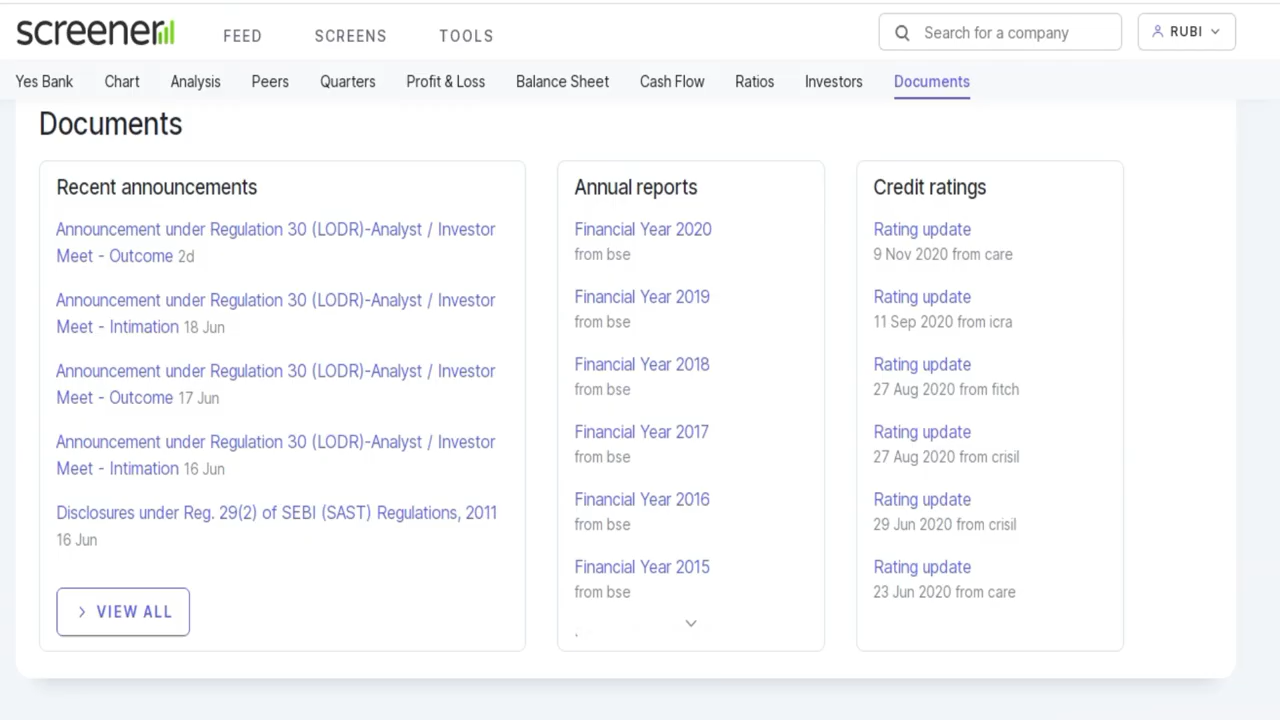 screener
FEED
SCREENS
TOOLS
Search for a company
RUBI
Yes Bank
Chart
Analysis
Peers
Quarters
Profit & Loss
Balance Sheet
Cash Flow
Ratios
Investors
Documents
Documents
Recent announcements
Announcement under Regulation 30 (LODR)-Analyst / Investor
Meet - Outcome 2d
Announcement under Regulation 30 (LODR)-Analyst / Investor
Meet - Intimation 18 Jun
Announcement under Regulation 30 (LODR)-Analyst / Investor
Meet - Outcome 17 Jun
Announcement under Regulation 30 (LODR)-Analyst / Investor
Meet - Intimation 16 Jun
Disclosures under Reg. 29(2) of SEBI (SAST) Regulations, 2011
16 Jun
VIEW ALL
Annual reports
Financial Year 2020
from bse
Financial Year 2019
from bse
Financial Year 2018
from bse
Financial Year 2017
from bse
Financial Year 2016
from bse
Financial Year 2015
from bse
Credit ratings
Rating update
9 Nov 2020 from care
Rating update
11 Sep 2020 from icra
Rating update
27 Aug 2020 from fitch
Rating update
27 Aug 2020 from crisil
Rating update
29 Jun 2020 from crisil
Rating update
23 Jun 2020 from care